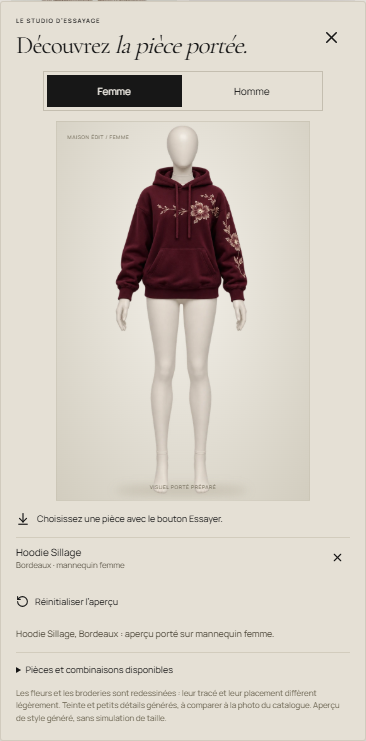 LE STUDIO D'ESSAYAGE
Découvrez la pièce portée.
Femme
Homme
MAISON ÉDIT / FEMME
VISUEL PORTÉ PRÉPARÉ
Choisissez une pièce avec le bouton Essayer.
Hoodie Sillage
Bordeaux · mannequin femme
Réinitialiser l'aperçu
Hoodie Sillage, Bordeaux : aperçu porté sur mannequin femme.
Pièces et combinaisons disponibles
Les fleurs et les broderies sont redessinées : leur tracé et leur placement diffèrent
légèrement. Teinte et petits détails générés, à comparer à la photo du catalogue. Aperçu
de style généré, sans simulation de taille.